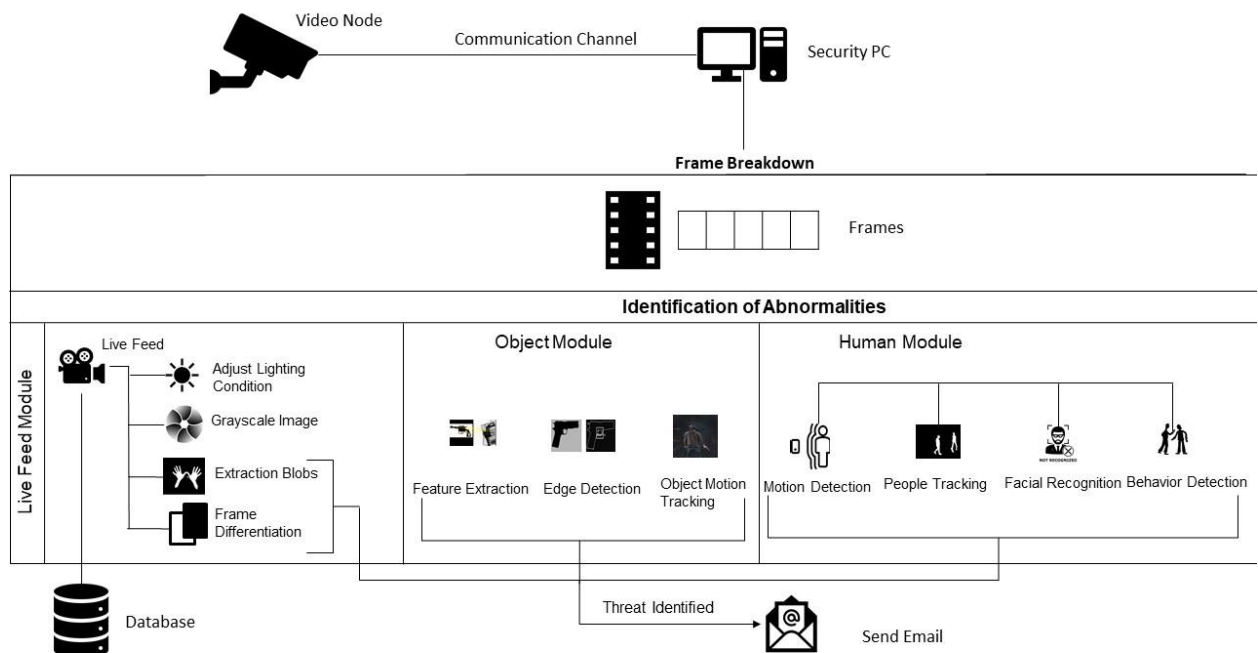 Video Node
Communication Channel
Security PC
Frame Breakdown
Frames
Identification of Abnormalities
Live Feed Module
Live Feed
Adjust Lighting
Condition
Grayscale Image
Extraction Blobs
Frame
Differentiation
Object Module
Feature Extraction
Edge Detection
Object Motion
Tracking
Human Module
Motion Detection
People Tracking
NOT RECOGNIZED
Facial Recognition
Behavior Detection
Database
Threat Identified
@
Send Email